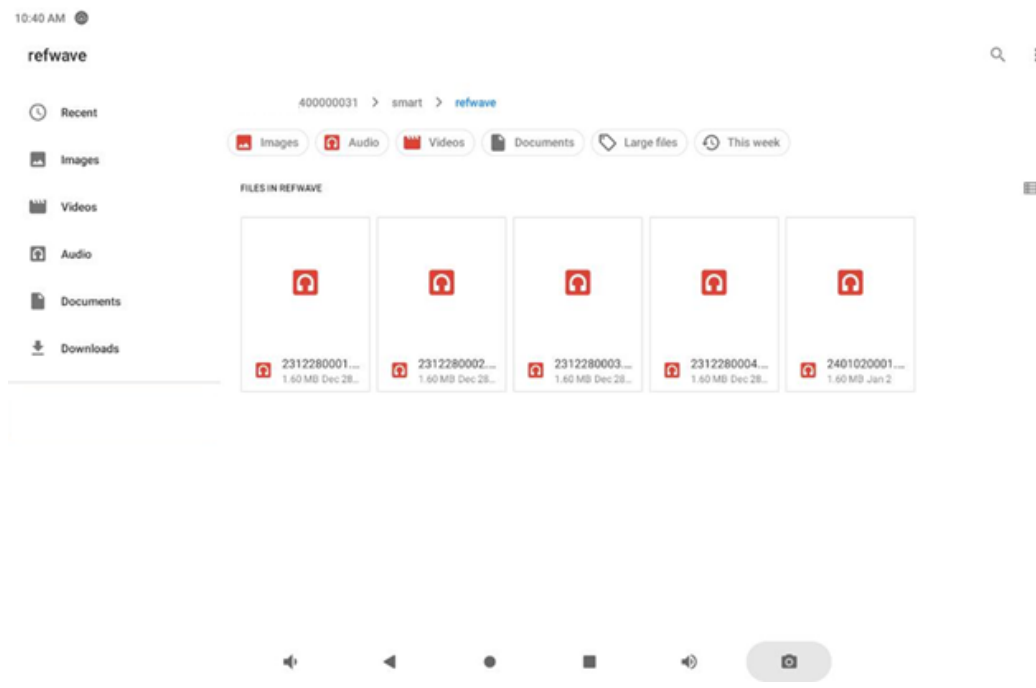 10:40 AM
refwave
Recent
Images
Videos
Audio
Documents
Downloads
400000031 > smart > refwave
Images Audio Videos Documents Large files This week
FILES IN REFWAVE
2312280001.... 2312280002.... 2312280003.... 2312280004.... 2401020001....
1.60 MB Dec 28... 1.60 MB Dec 28... 1.60 MB Dec 28... 1.60 MB Dec 28... 1.60 MB Jan 2